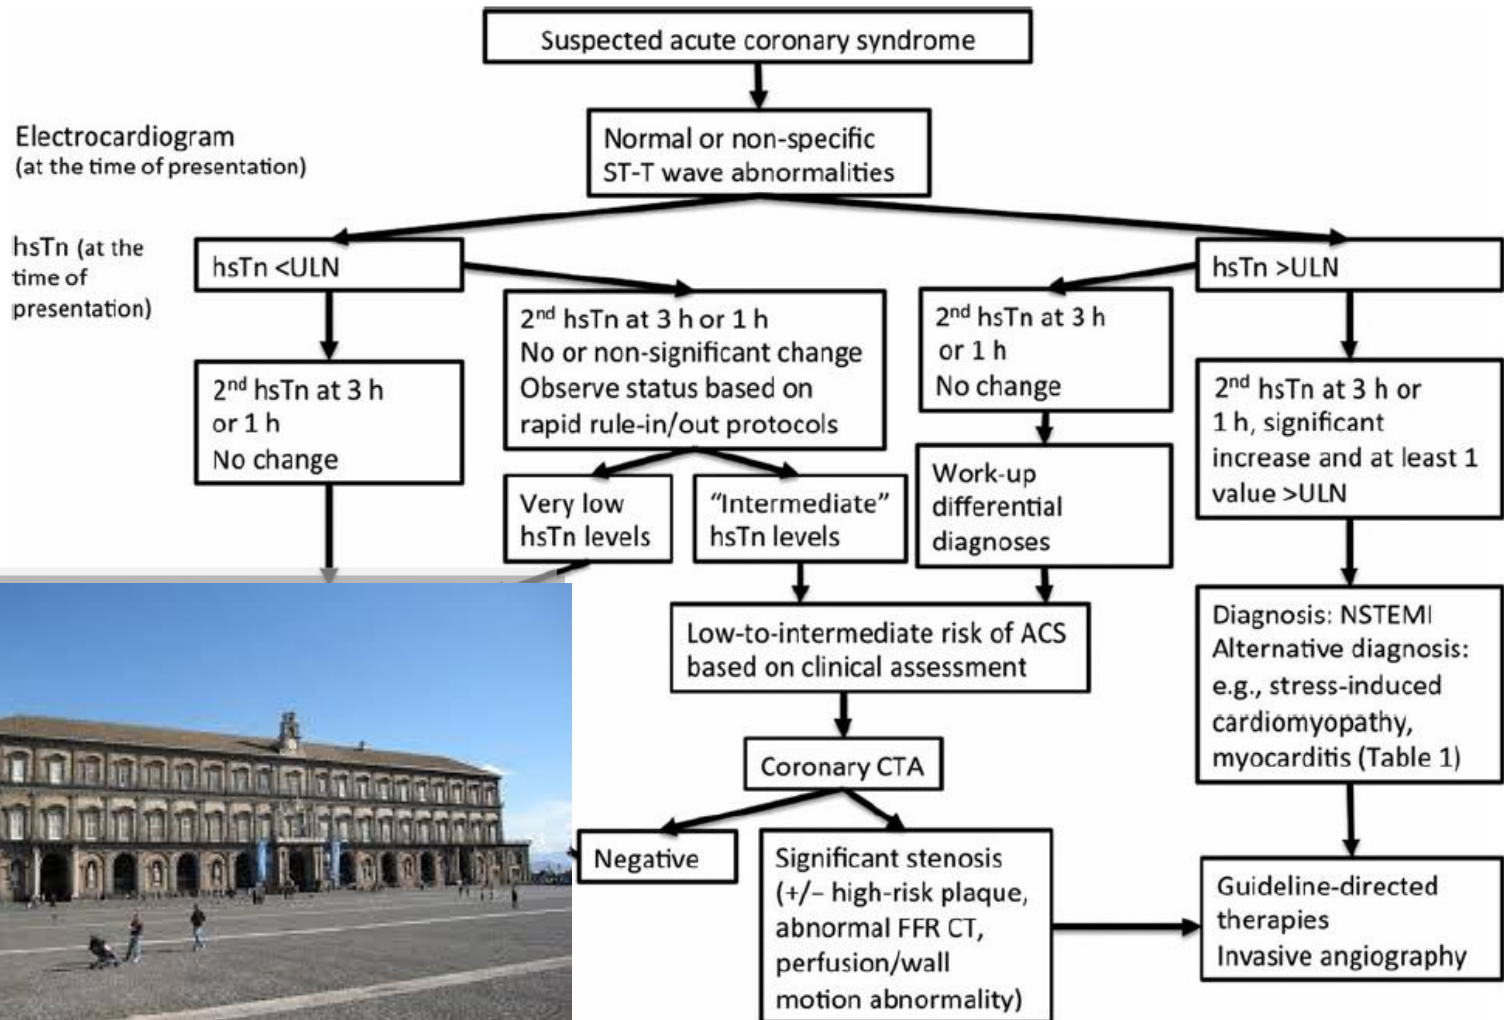 Suspected acute coronary syndrome
Electrocardiogram
(at the time of presentation)
Normal or non-specific
ST-T wave abnormalities
hsTn (at the
time of
presentation)
hsTn <ULN
hsTn >ULN
2nd hsTn at 3 h
or 1 h
No change
2nd hsTn at 3 h or 1 h
No or non-significant change
Observe status based on
rapid rule-in/out protocols
2nd hsTn at 3 h
or 1 h
No change
2nd hsTn at 3 h or
1 h, significant
increase and at least 1
value >ULN
Very low
hsTn levels
“Intermediate”
hsTn levels
Work-up
differential
diagnoses
Low-to-intermediate risk of ACS
based on clinical assessment
Diagnosis: NSTEMI
Alternative diagnosis:
e.g., stress-induced
cardiomyopathy,
myocarditis (Table 1)
Coronary CTA
Negative
Significant stenosis
(+/– high-risk plaque,
abnormal FFR CT,
perfusion/wall
motion abnormality)
Guideline-directed
therapies
Invasive angiography